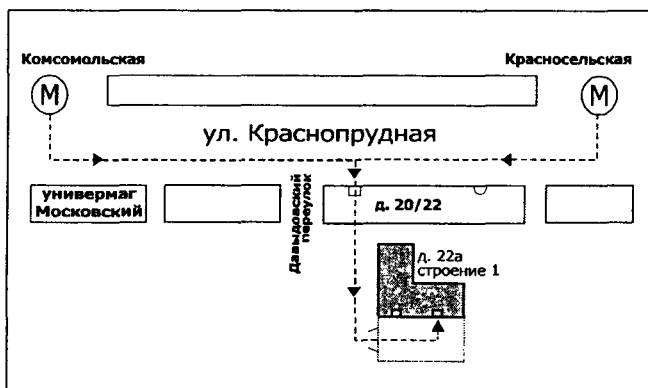 Комсомольская
Красносельская
М
М
ул. Краснопрудная
универмаг
Московский
Давыдовский
переулок
д. 20/22
д. 22а
строение 1